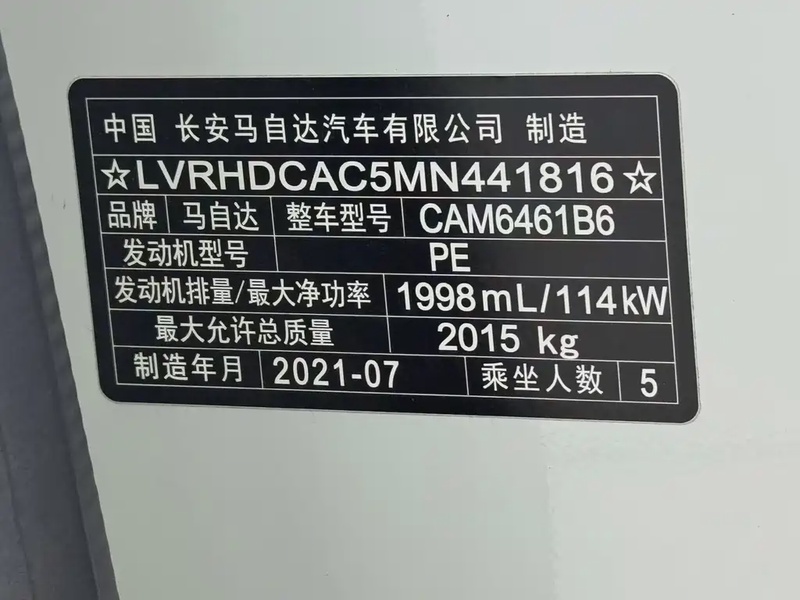 中国 长安马自达汽车有限公司 制造
☆LVRHDCAC5MN441816☆
品牌 马自达 整车型号 CAM6461B6
发动机型号 PE
发动机排量/最大净功率 1998mL/114kW
最大允许总质量 2015 kg
制造年月 2021-07 乘坐人数 5